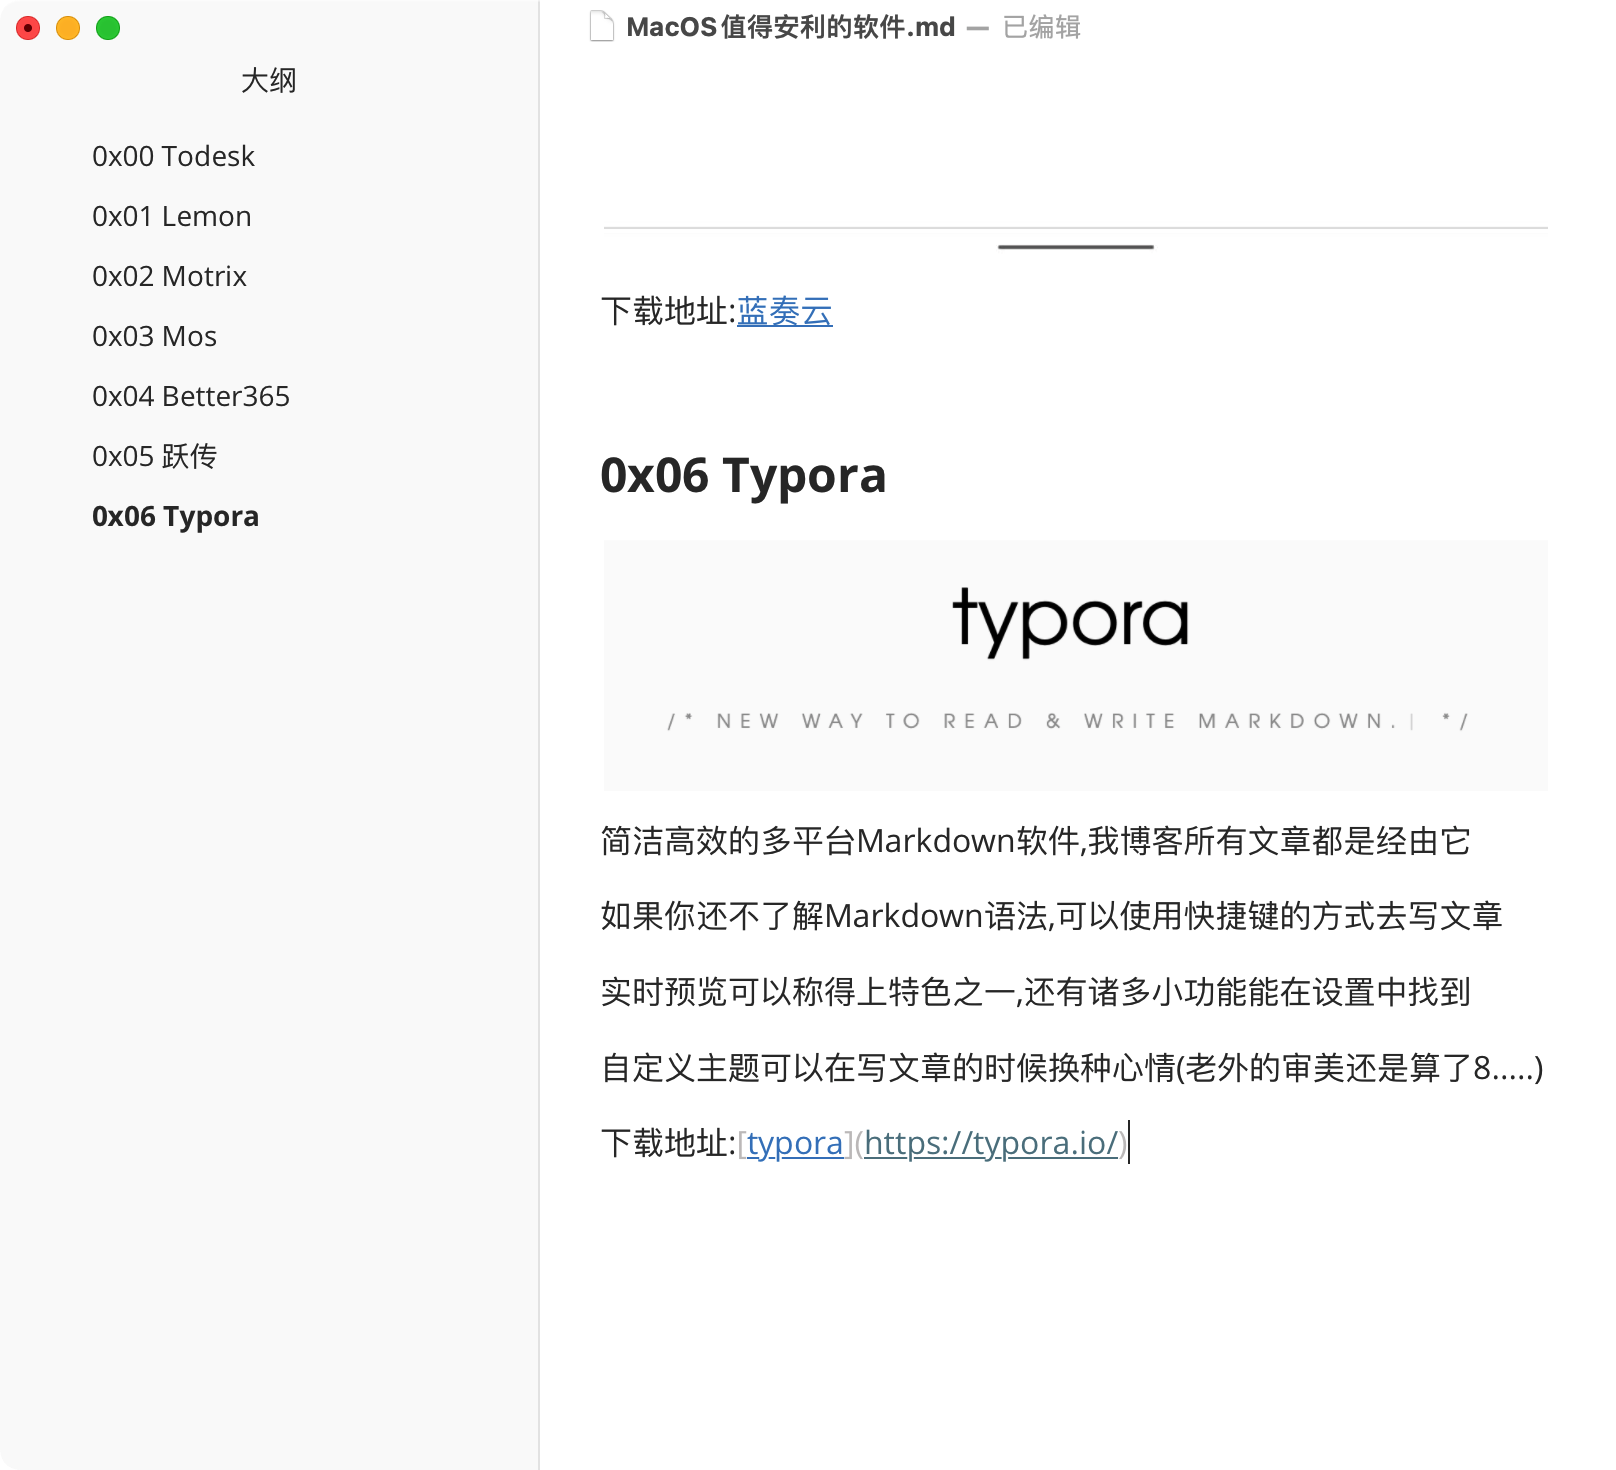 MacOS值得安利的软件.md — 已编辑
大纲
0x00 Todesk
0x01 Lemon
0x02 Motrix
0x03 Mos
0x04 Better365
0x05 跃传
0x06 Typora
下载地址:蓝奏云
0x06 Typora
typora
/* NEW WAY TO READ & WRITE MARKDOWN.| */
简洁高效的多平台Markdown软件,我博客所有文章都是经由它
如果你还不了解Markdown语法,可以使用快捷键的方式去写文章
实时预览可以称得上特色之一,还有诸多小功能能在设置中找到
自定义主题可以在写文章的时候换种心情(老外的审美还是算了8.....)
下载地址:[typora](https://typora.io/)